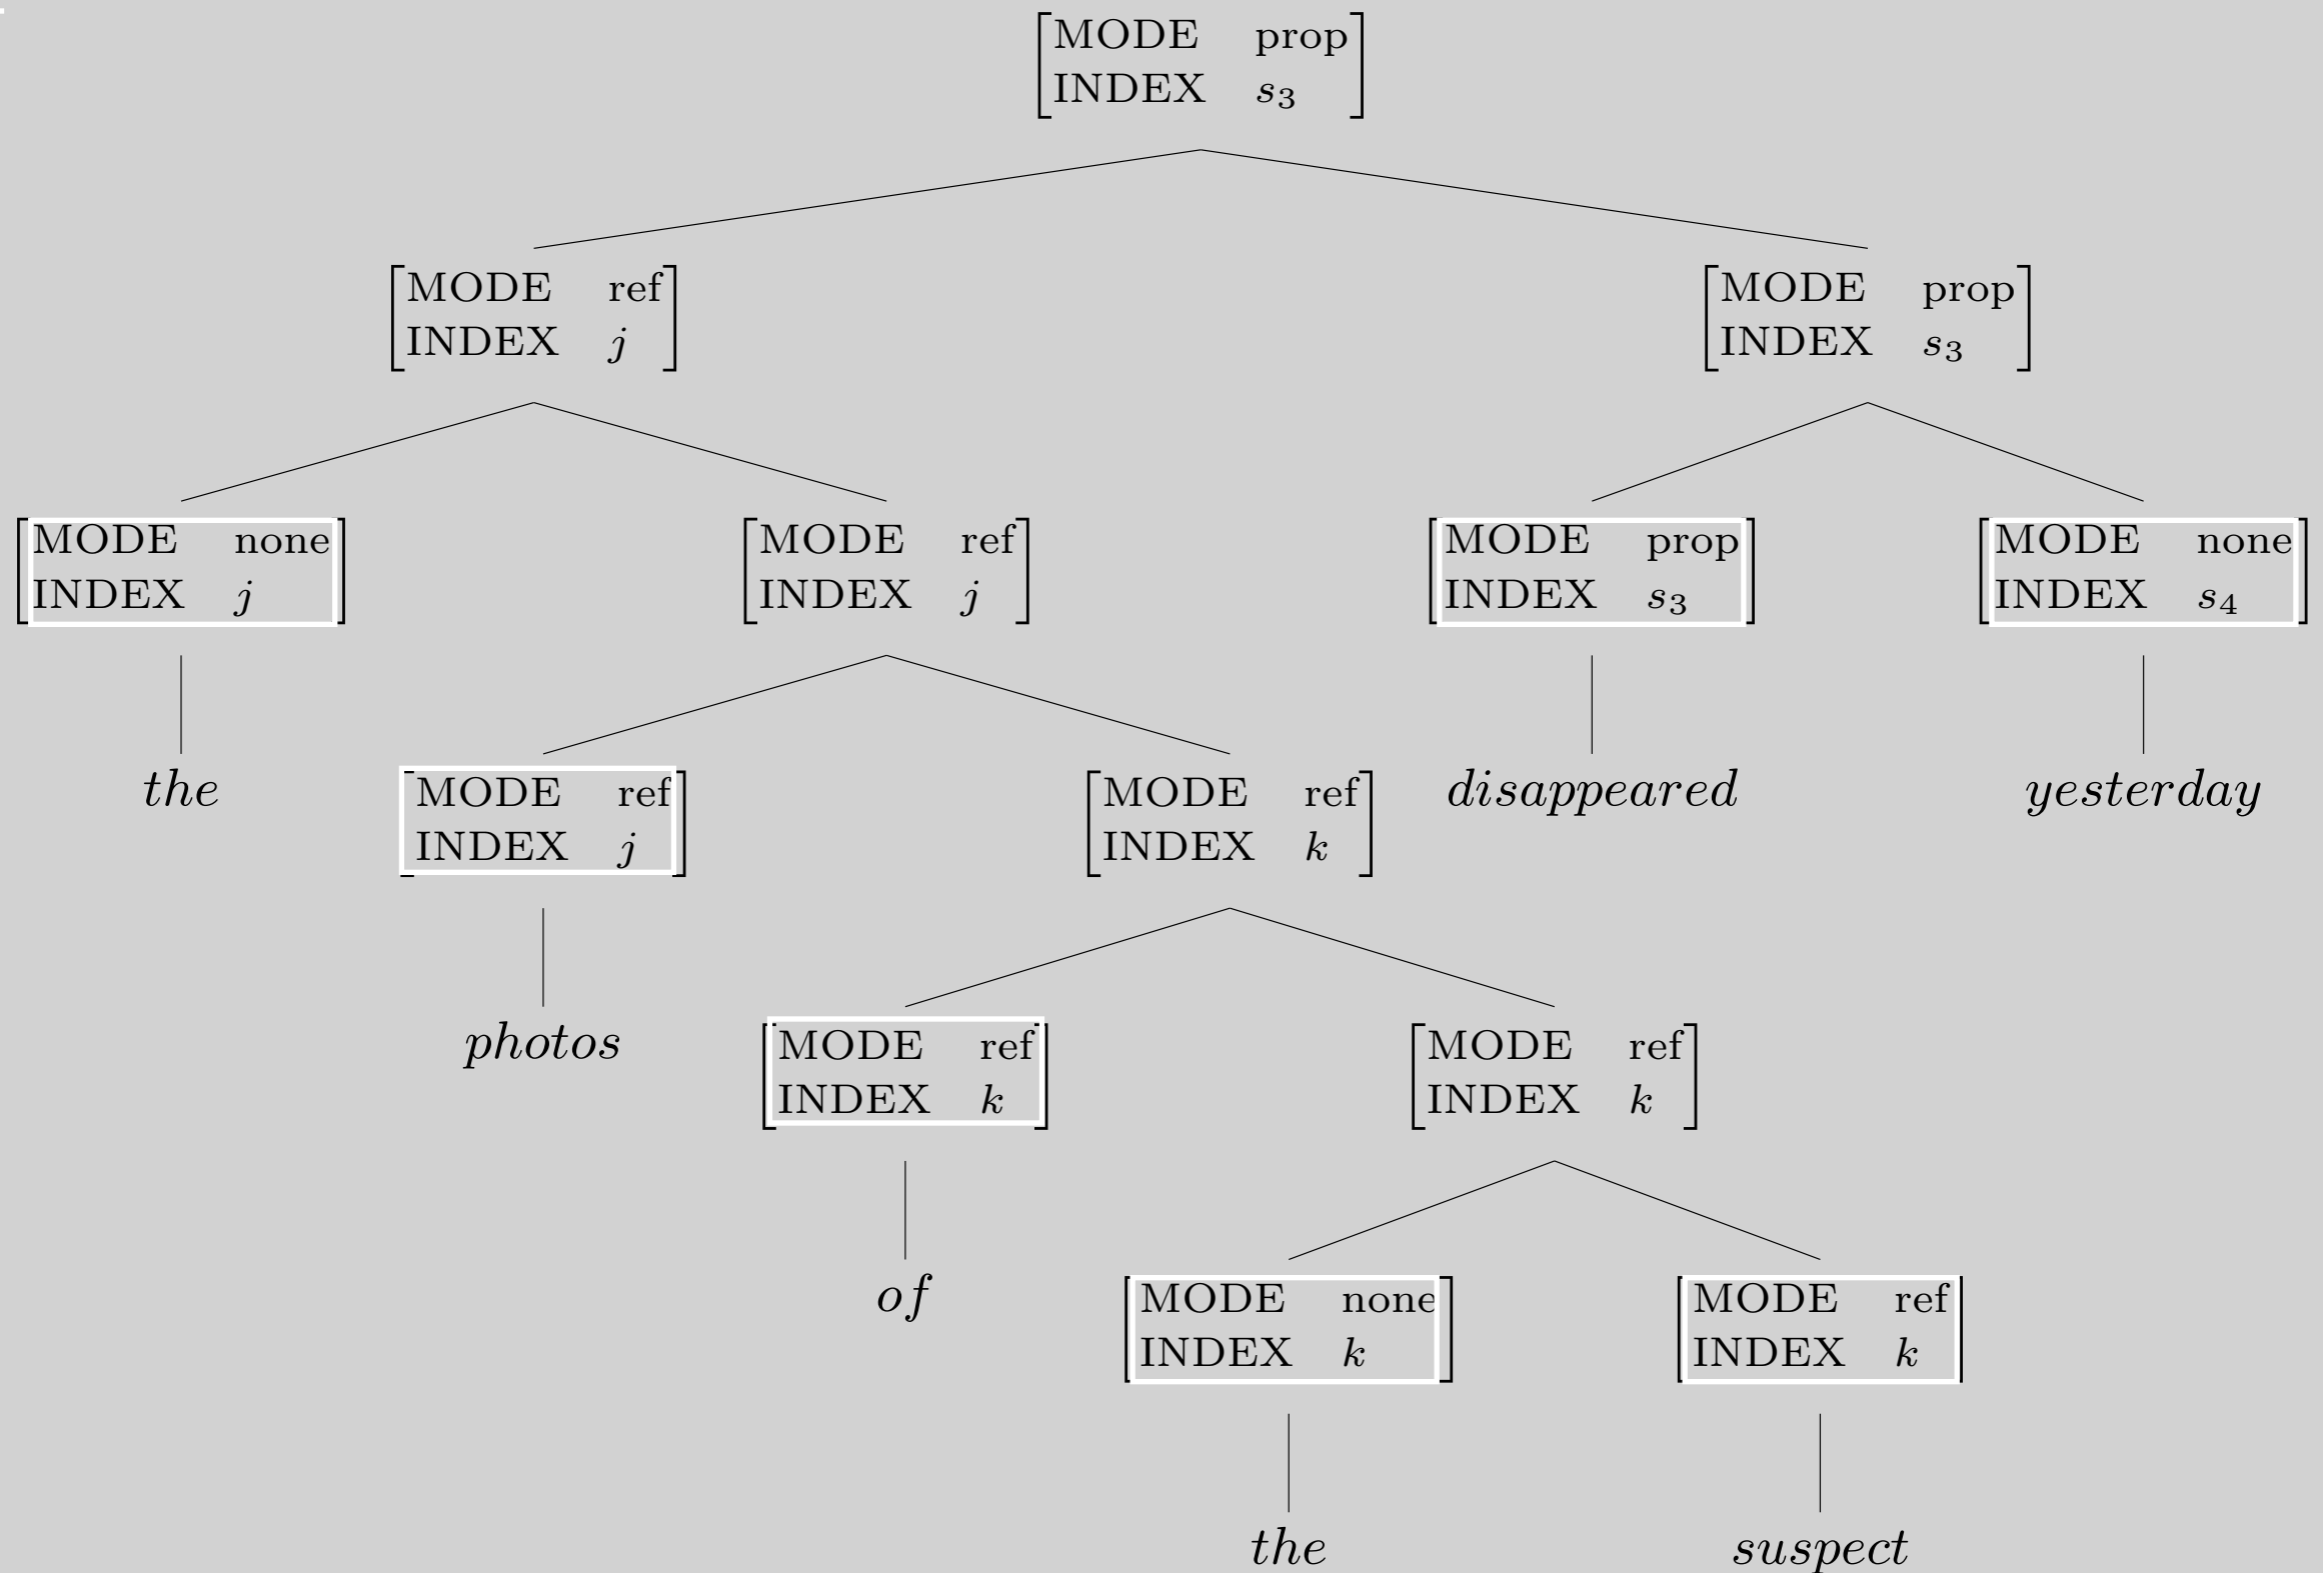 MODE prop
INDEX s₃
MODE ref
INDEX j
MODE prop
INDEX s₃
MODE none
INDEX j
MODE ref
INDEX j
MODE prop
INDEX s₃
MODE none
INDEX s₄
the
MODE ref
INDEX j
MODE ref
INDEX k
disappeared
yesterday
photos
MODE ref
INDEX k
MODE ref
INDEX k
of
MODE none
INDEX k
MODE ref
INDEX k
the
suspect